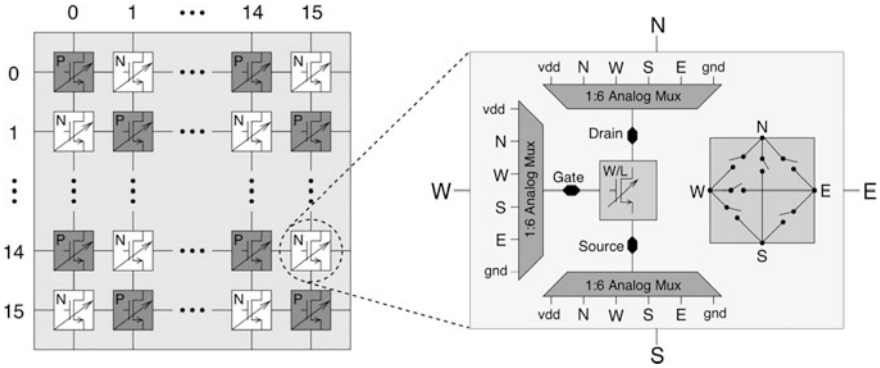 0 1 ••• 14 15
0 P N ••• P N
1 N P ••• N P
14 P N ••• P N
15 N P ••• N P
N
vdd N W S E gnd
1:6 Analog Mux
Drain
vdd
N
W
S
E
gnd
1:6 Analog Mux
Gate
W/L
Source
1:6 Analog Mux
vdd N W S E gnd
N
W E
S
W
E
S